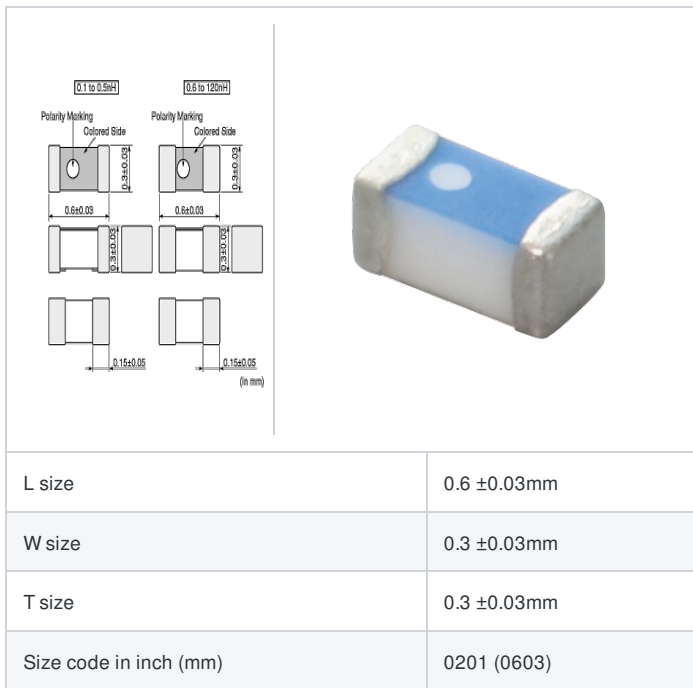 0.1 to 0.5nH
0.6 to 120nH
Polarity Marking
Polarity Marking
Colored Side
Colored Side
0.3±0.03
0.3±0.03
0.6±0.03
0.6±0.03
0.3±0.03
0.3±0.03
0.15±0.05
0.15±0.05
(in mm)
L size 0.6 ±0.03mm
W size 0.3 ±0.03mm
T size 0.3 ±0.03mm
Size code in inch (mm) 0201 (0603)